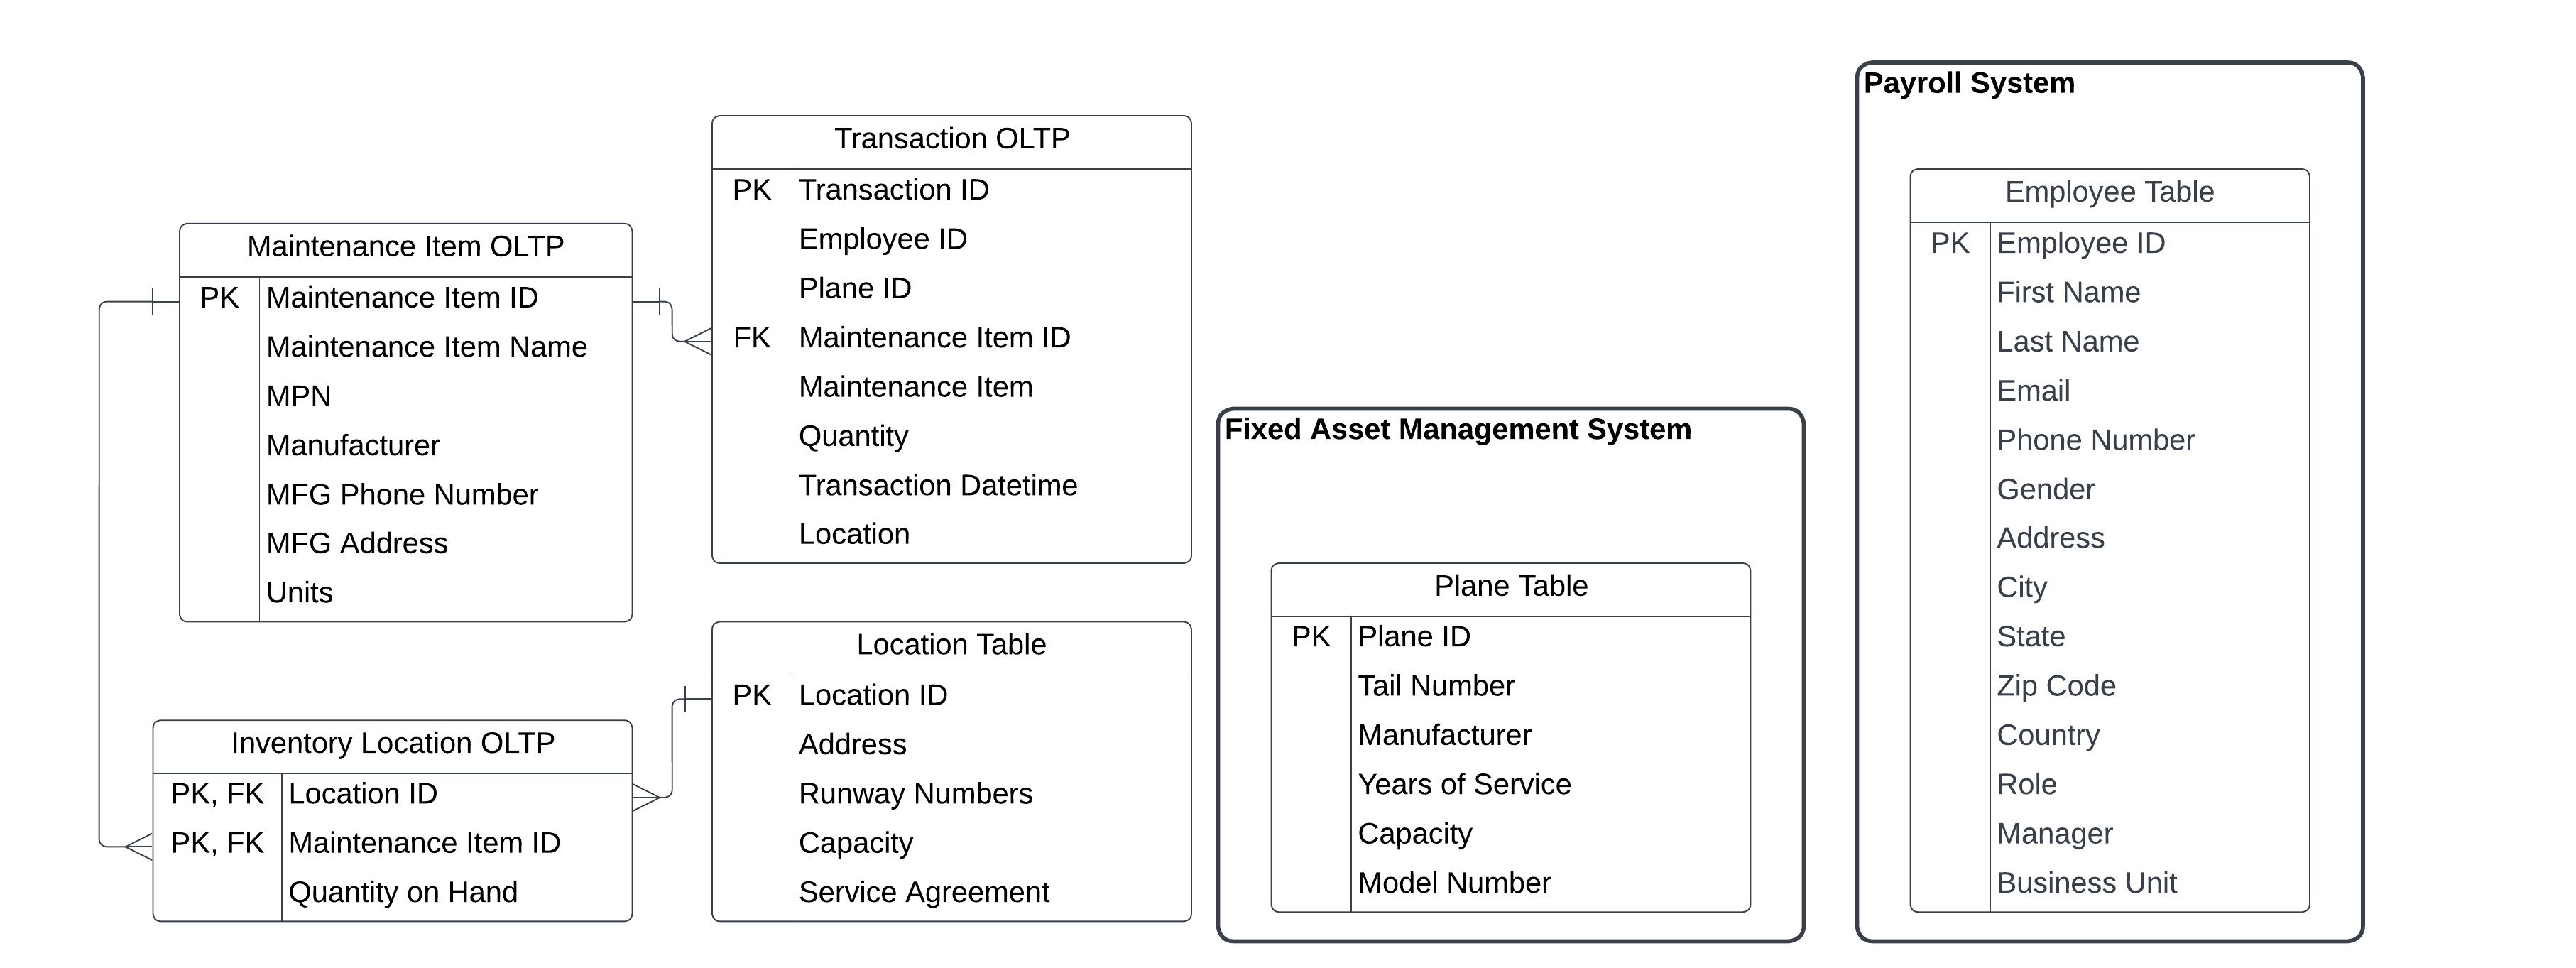 Maintenance Item OLTP
PK Maintenance Item ID
Maintenance Item Name
MPN
Manufacturer
MFG Phone Number
MFG Address
Units
Inventory Location OLTP
PK, FK Location ID
PK, FK Maintenance Item ID
Quantity on Hand
Transaction OLTP
PK Transaction ID
Employee ID
Plane ID
FK Maintenance Item ID
Maintenance Item
Quantity
Transaction Datetime
Location
Location Table
PK Location ID
Address
Runway Numbers
Capacity
Service Agreement
Fixed Asset Management System
Plane Table
PK Plane ID
Tail Number
Manufacturer
Years of Service
Capacity
Model Number
Payroll System
Employee Table
PK Employee ID
First Name
Last Name
Email
Phone Number
Gender
Address
City
State
Zip Code
Country
Role
Manager
Business Unit